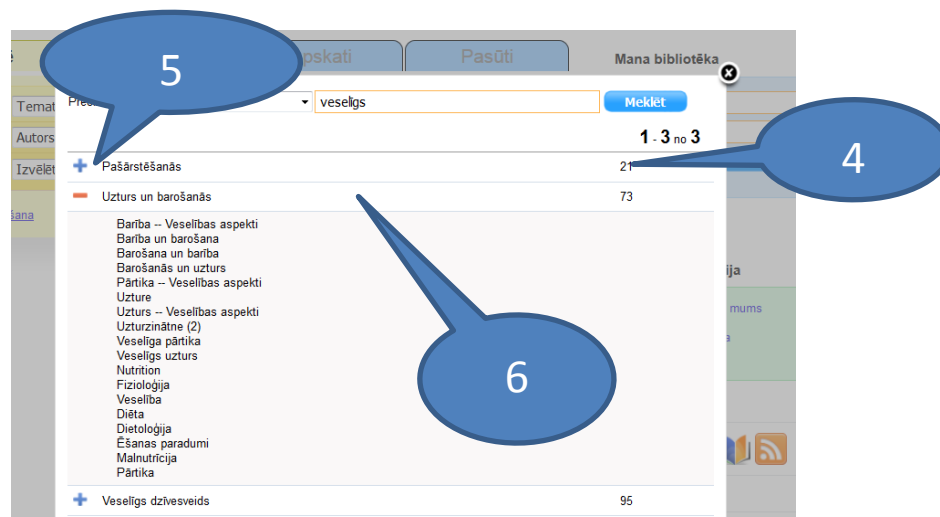 5
pskati
Pasūti
Mana bibliotēka
Temat
veselīgs
Meklēt
Autors
1 - 3 no 3
Izvēlēt
Pašārstēšanās 21
4
Uzturs un barošanās 73
Barība -- Veselības aspekti
Barība un barošana
Barošana un barība
Barošanās un uzturs
ija
Pārtika -- Veselības aspekti
Uzture
Uzturs -- Veselības aspekti
mums
Uzturzinātne (2)
Veselīga pārtika
Veselīgs uzturs
Nutrition
6
Fizioloģija
Veselība
Diēta
Dietoloģija
Ēšanas paradumi
Malnutrīcija
Pārtika
Veselīgs dzīvesveids 95